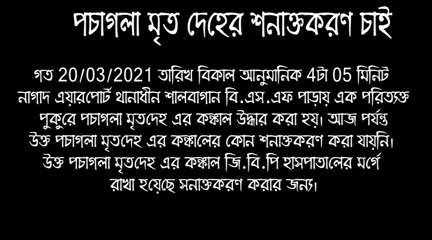 পচাগলা মৃত দেহের শনাক্তকরণ চাই
গত 20/03/2021 তারিখ বিকাল আনুমানিক 4টা 05 মিনিট
নাগাদ এয়ারপোর্ট থানাধীন শালবাগান বি.এস.এফ পাড়ায় এক পরিত্যক্ত
পুকুরে পচাগলা মৃতদেহ এর কঙ্কাল উদ্ধার করা হয়। আজ পর্যন্ত
উক্ত পচাগলা মৃতদেহ এর কঙ্কালের কোন শনাক্তকরণ করা যায়নি।
উক্ত পচাগলা মৃতদেহ এর কঙ্কাল জি.বি.পি হাসপাতালের মর্গে
রাখা হয়েছে সনাক্তকরণ করার জন্য।